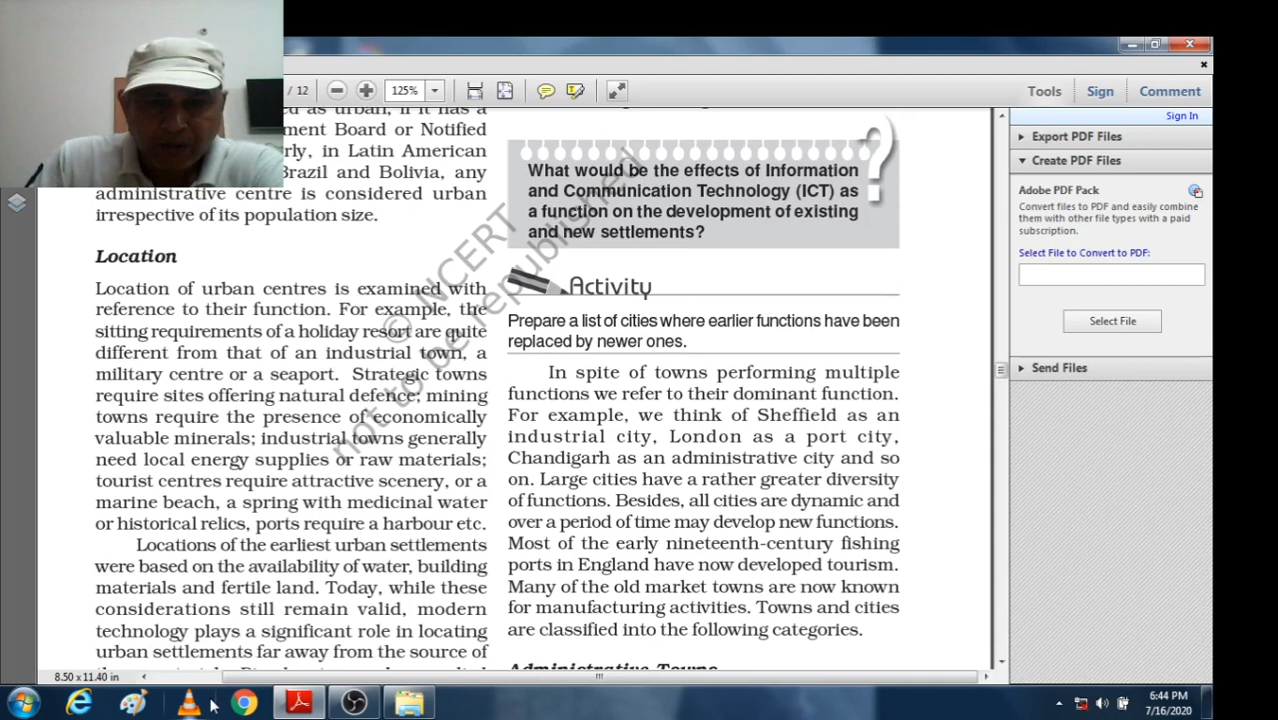 / 12
125%
Tools
Sign
Comment
Sign In
ed as urban, if it has a
ment Board or Notified
rly, in Latin American
Brazil and Bolivia, any
administrative centre is considered urban
irrespective of its population size.
Location
Location of urban centres is examined with
reference to their function. For example, the
sitting requirements of a holiday resort are quite
different from that of an industrial town, a
military centre or a seaport. Strategic towns
require sites offering natural defence; mining
towns require the presence of economically
valuable minerals; industrial towns generally
need local energy supplies or raw materials;
tourist centres require attractive scenery, or a
marine beach, a spring with medicinal water
or historical relics, ports require a harbour etc.
Locations of the earliest urban settlements
were based on the availability of water, building
materials and fertile land. Today, while these
considerations still remain valid, modern
technology plays a significant role in locating
urban settlements far away from the source of
What would be the effects of Information
and Communication Technology (ICT) as
a function on the development of existing
and new settlements?
?
Activity
Prepare a list of cities where earlier functions have been
replaced by newer ones.
In spite of towns performing multiple
functions we refer to their dominant function.
For example, we think of Sheffield as an
industrial city, London as a port city,
Chandigarh as an administrative city and so
on. Large cities have a rather greater diversity
of functions. Besides, all cities are dynamic and
over a period of time may develop new functions.
Most of the early nineteenth-century fishing
ports in England have now developed tourism.
Many of the old market towns are now known
for manufacturing activities. Towns and cities
are classified into the following categories.
Administrative Towns
© NCERT
not to be republished
Export PDF Files
Create PDF Files
Adobe PDF Pack
Convert files to PDF and easily combine
them with other file types with a paid
subscription.
Select File to Convert to PDF:
Select File
Send Files
8.50 x 11.40 in
6:44 PM
7/16/2020